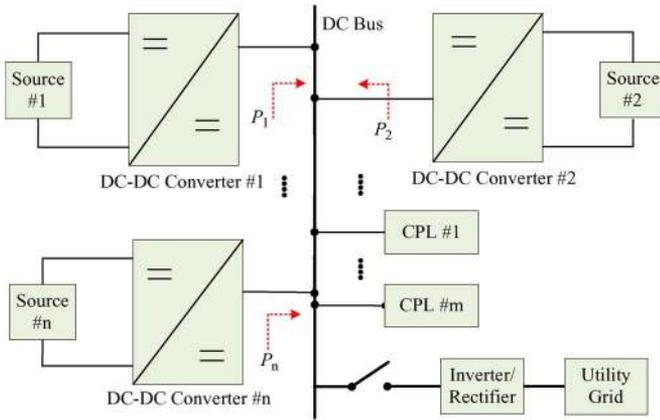 DC Bus
Source
#1
P1
P2
Source
#2
DC-DC Converter #1
DC-DC Converter #2
CPL #1
Source
#n
CPL #m
Pn
DC-DC Converter #n
Inverter/
Rectifier
Utility
Grid